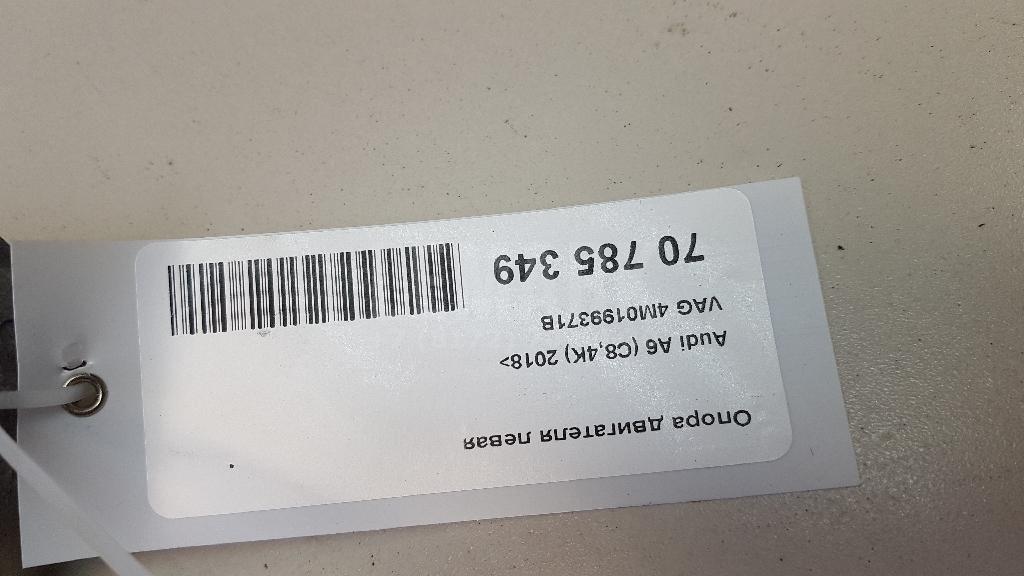 Опора двигателя левая
Audi A6 (C8,4K) 2018>
VAG 4M0199371B
70 785 349